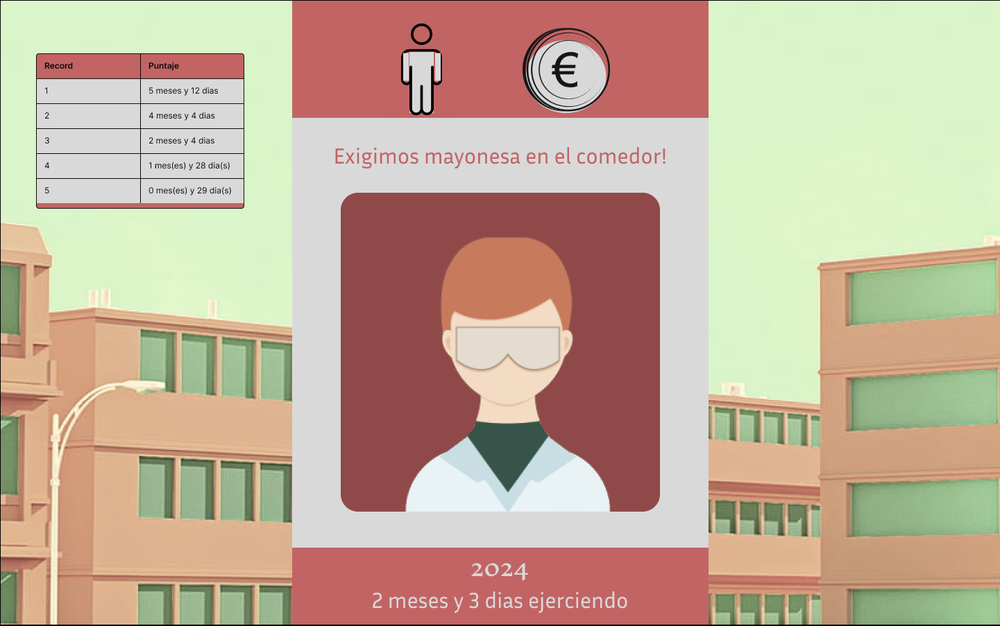 Record Puntaje
1 5 meses y 12 dias
2 4 meses y 4 dias
3 2 meses y 4 dias
4 1 mes(es) y 28 dia(s)
5 0 mes(es) y 29 dia(s)
€
Exigimos mayonesa en el comedor!
2024
2 meses y 3 dias ejerciendo